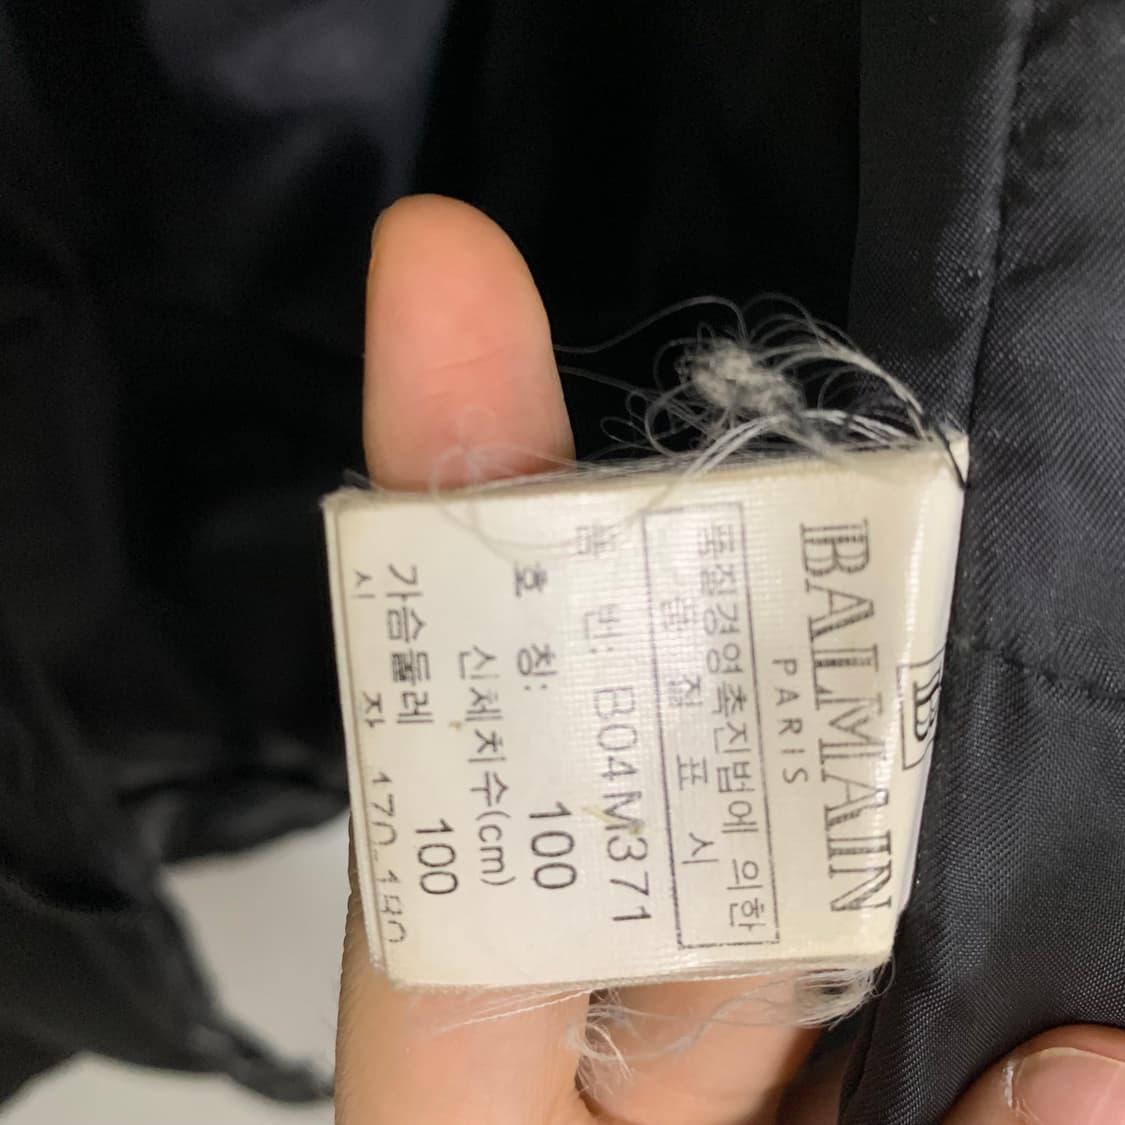 B
BALMAIN
PARIS
품질경영촉진법에 의한
품 질 표 시
품 번: B04M371
호 칭: 100
신체치수(cm)
가슴둘레 100